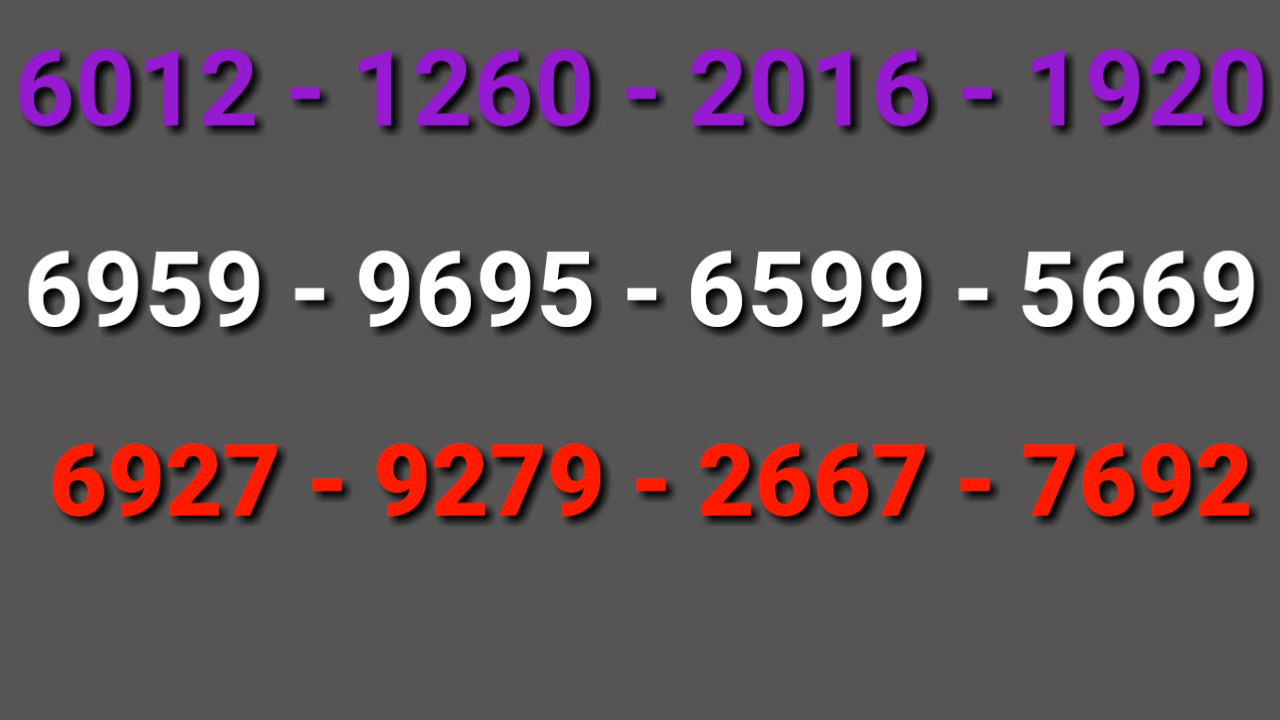 6012 - 1260 - 2016 - 1920
6959 - 9695 - 6599 - 5669
6927 - 9279 - 2667 - 7692